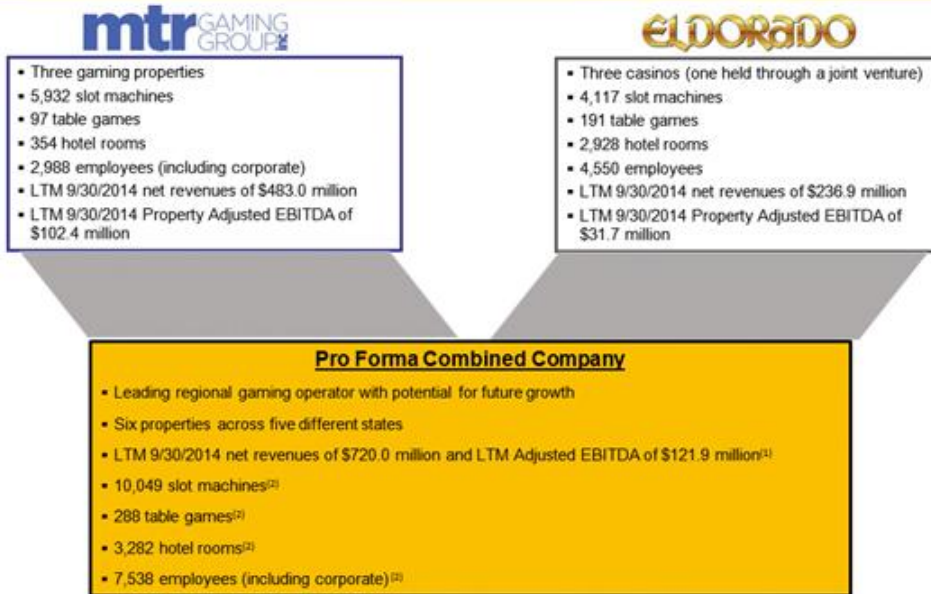 mtr GAMING
GROUP INC
▪ Three gaming properties
▪ 5,932 slot machines
▪ 97 table games
▪ 354 hotel rooms
▪ 2,988 employees (including corporate)
▪ LTM 9/30/2014 net revenues of $483.0 million
▪ LTM 9/30/2014 Property Adjusted EBITDA of
$102.4 million
ELDORADO
▪ Three casinos (one held through a joint venture)
▪ 4,117 slot machines
▪ 191 table games
▪ 2,928 hotel rooms
▪ 4,550 employees
▪ LTM 9/30/2014 net revenues of $236.9 million
▪ LTM 9/30/2014 Property Adjusted EBITDA of
$31.7 million
Pro Forma Combined Company
▪ Leading regional gaming operator with potential for future growth
▪ Six properties across five different states
▪ LTM 9/30/2014 net revenues of $720.0 million and LTM Adjusted EBITDA of $121.9 million(1)
▪ 10,049 slot machines(2)
▪ 288 table games(2)
▪ 3,282 hotel rooms(2)
▪ 7,538 employees (including corporate)(2)